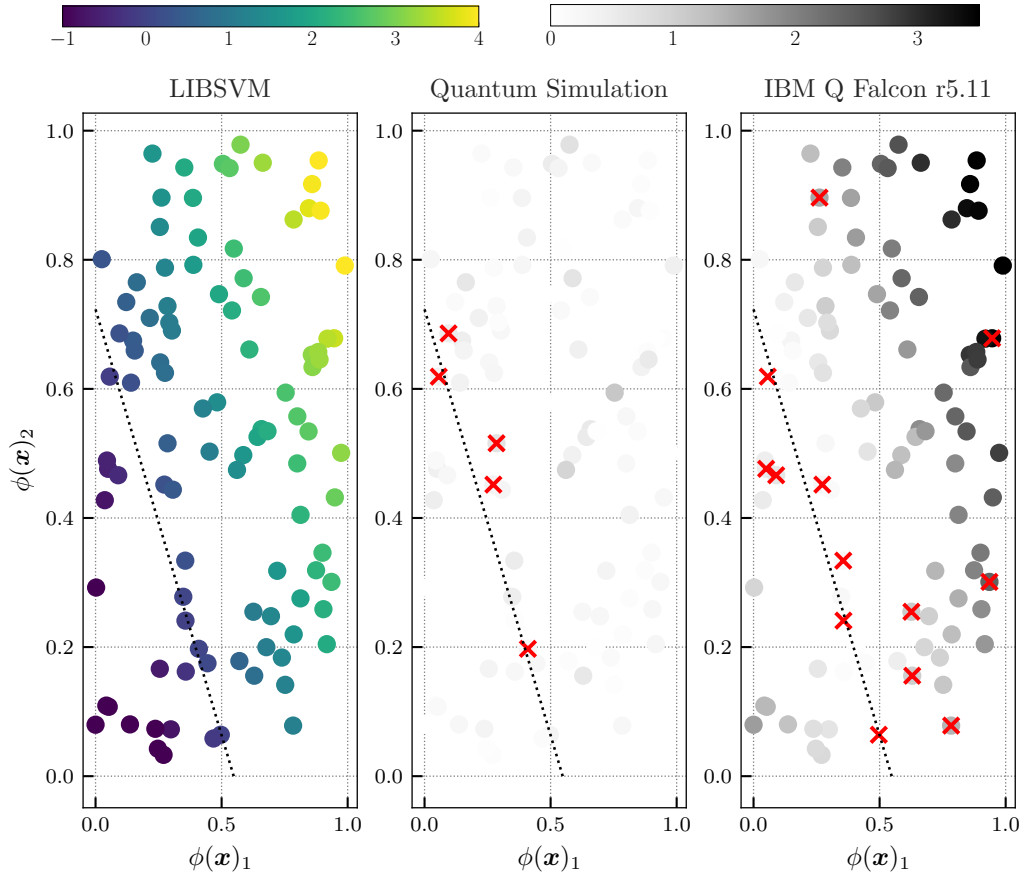 −1 0 1 2 3 4
0 1 2 3
LIBSVM Quantum Simulation IBM Q Falcon r5.11
1.0 1.0 1.0
0.8 0.8 0.8
0.6 0.6 0.6
ϕ(𝒙)₂
0.4 0.4 0.4
0.2 0.2 0.2
0.0 0.0 0.0
0.0 0.5 1.0 0.0 0.5 1.0 0.0 0.5 1.0
ϕ(𝒙)₁ ϕ(𝒙)₁ ϕ(𝒙)₁